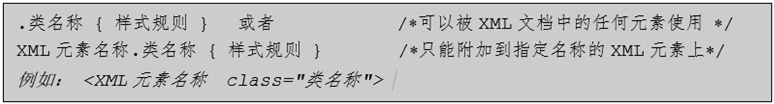 .类名称 { 样式规则 } 或者 /*可以被 XML 文档中的任何元素使用 */
XML 元素名称.类名称 { 样式规则 } /*只能附加到指定名称的 XML 元素上*/
例如： <XML 元素名称 class="类名称">